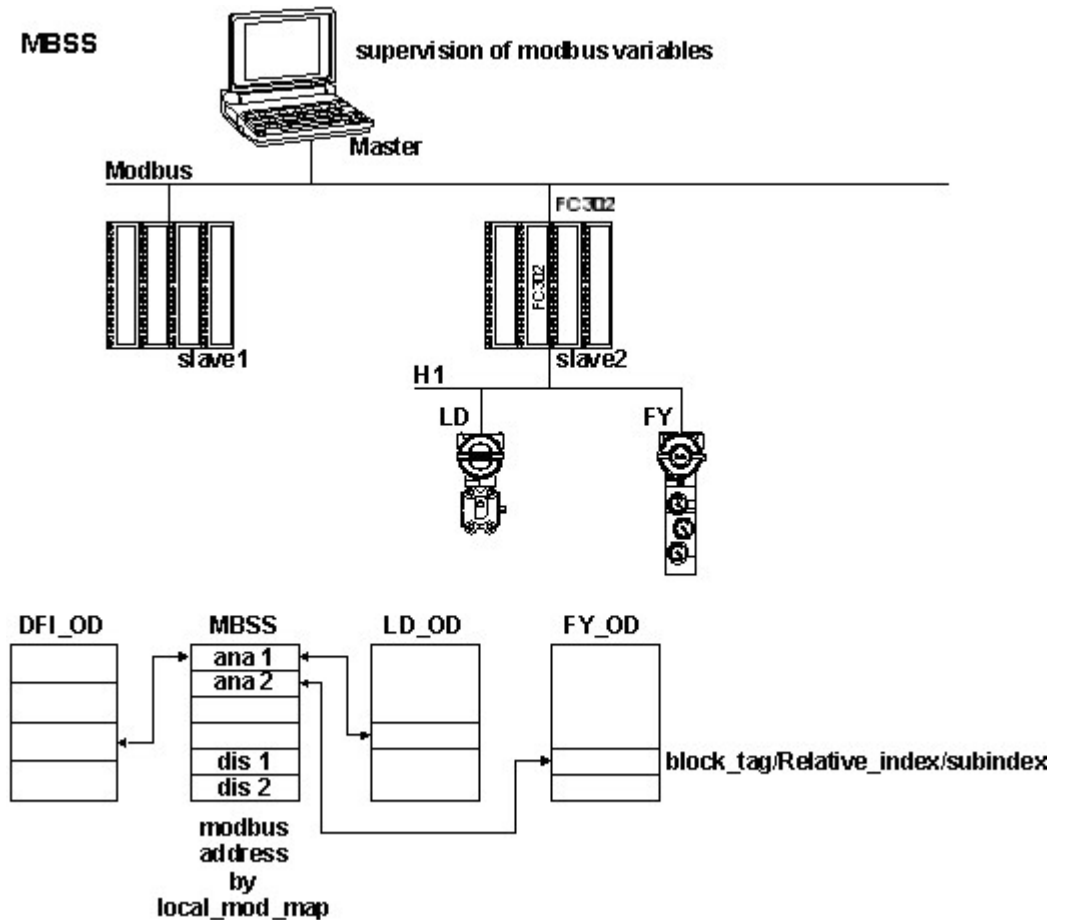 MBSS
supervision of modbus variables
Master
Modbus
FC302
FC302
slave1
slave2
H1
LD
FY
DFI_OD
MBSS
LD_OD
FY_OD
ana 1
ana 2
dis 1
dis 2
block_tag/Relative_index/subindex
modbus
address
by
local_mod_map